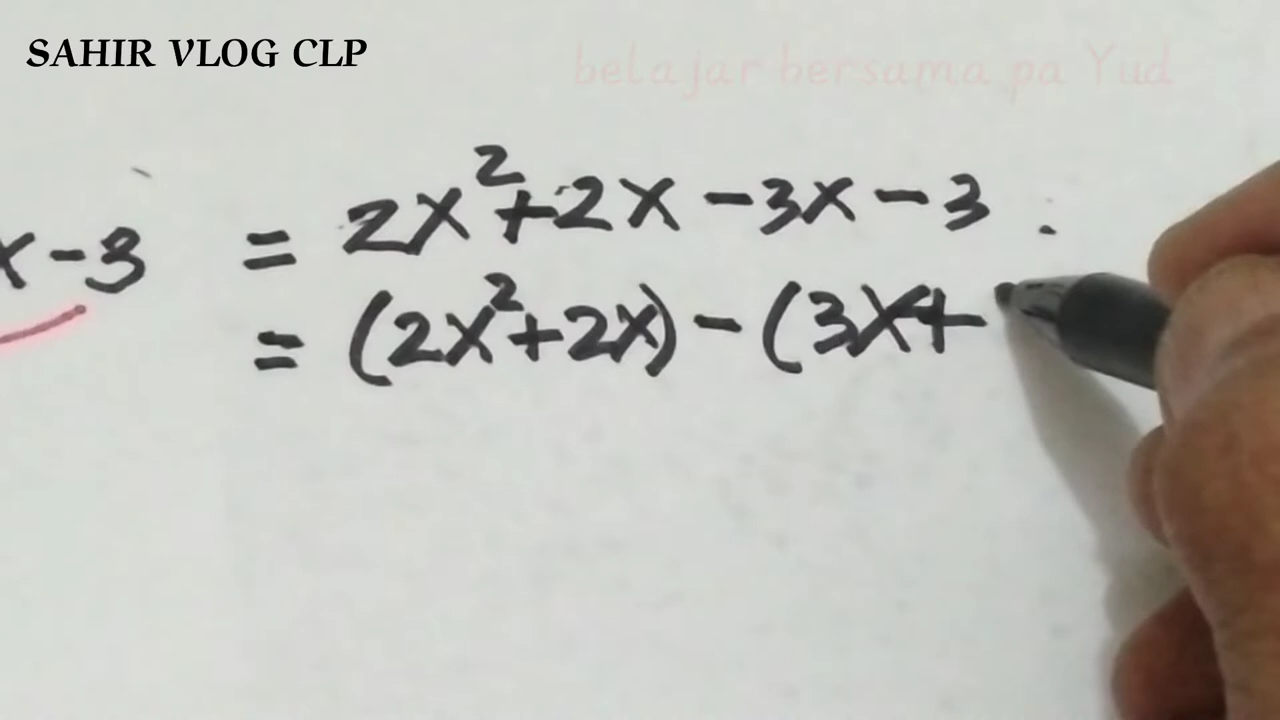 SAHIR VLOG CLP
belajar bersama pa Yud
x-3 = 2x²+2x-3x-3
= (2x²+2x)-(3x+